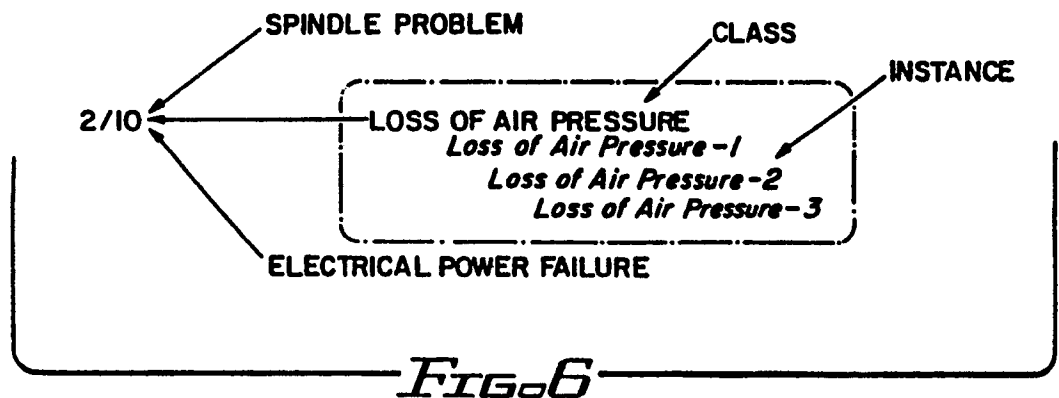 SPINDLE PROBLEM
CLASS
INSTANCE
2/10
LOSS OF AIR PRESSURE
Loss of Air Pressure-1
Loss of Air Pressure-2
Loss of Air Pressure-3
ELECTRICAL POWER FAILURE
FIG. 6